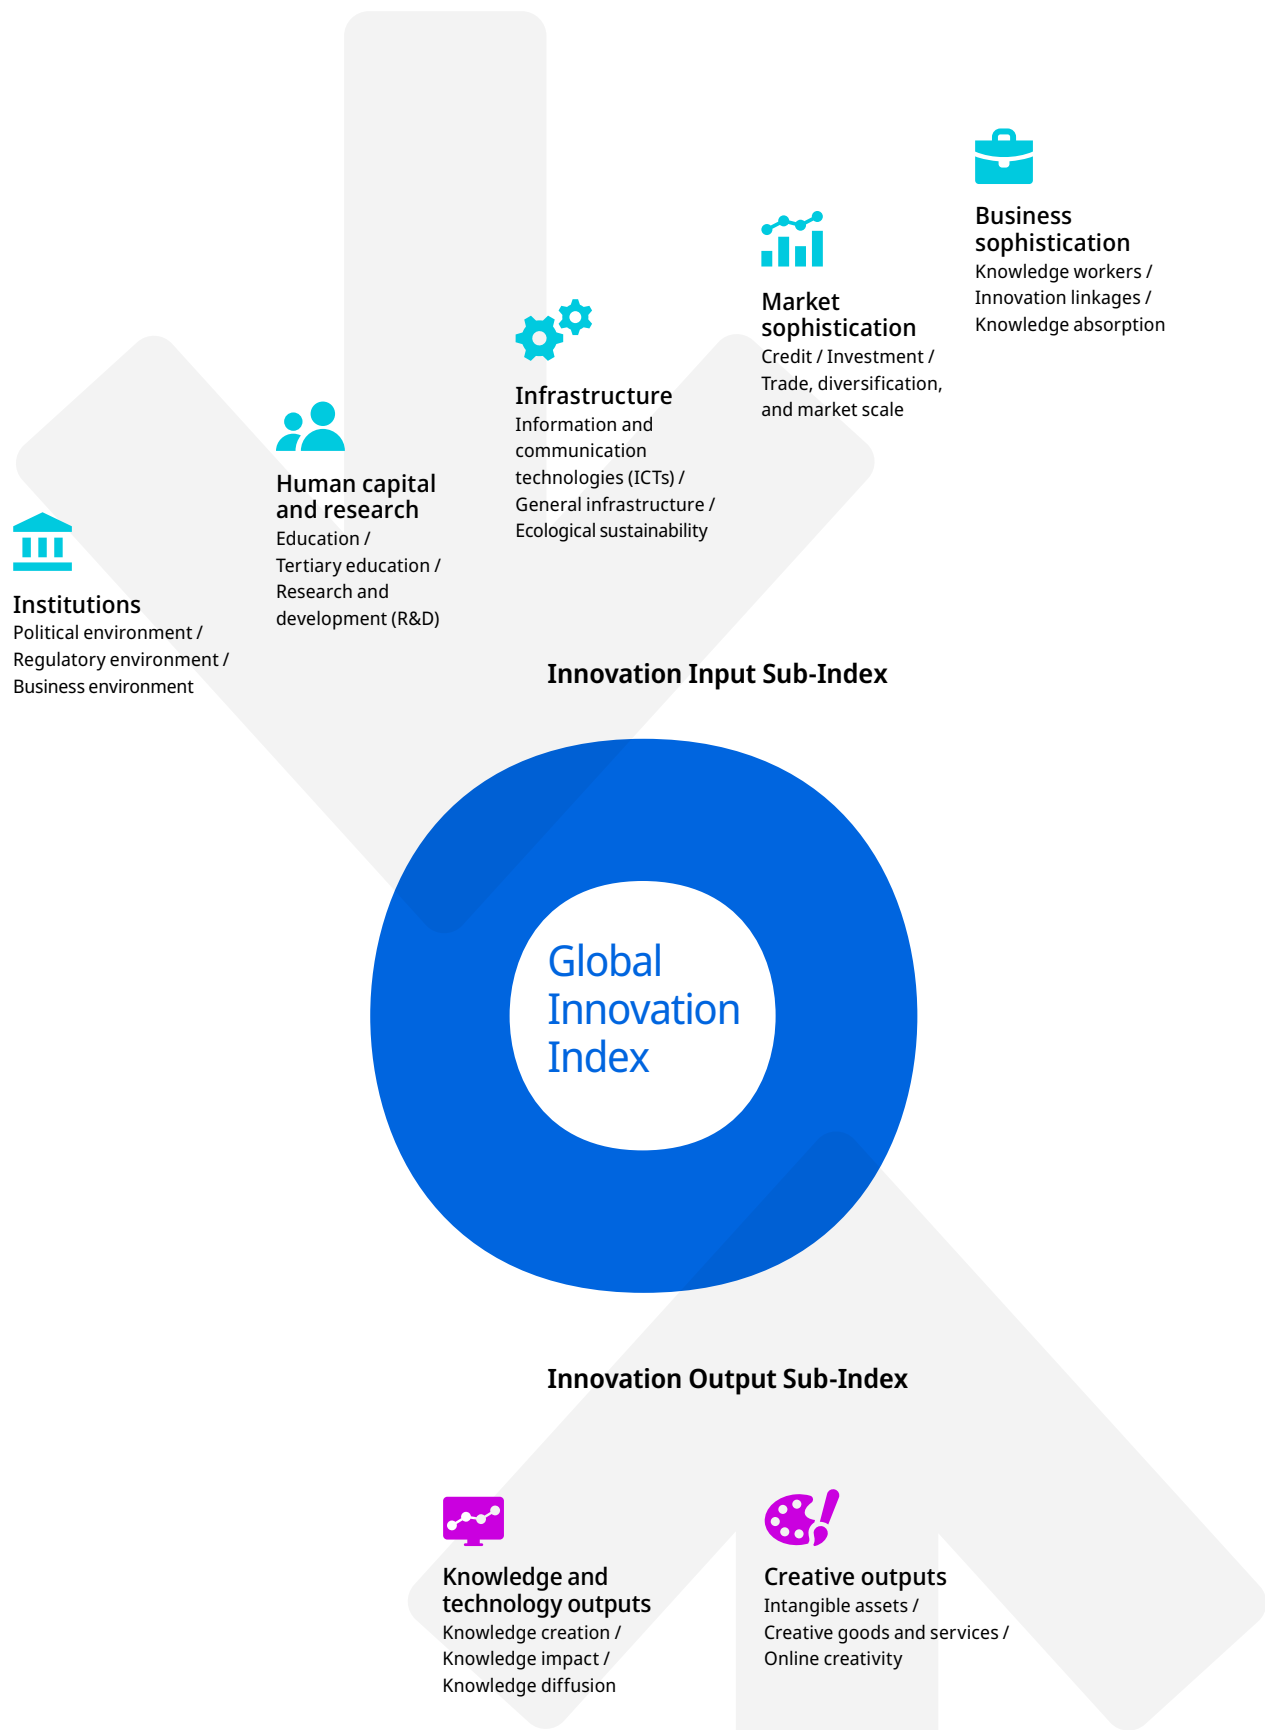 Business
sophistication
Knowledge workers /
Innovation linkages /
Knowledge absorption
Market
sophistication
Credit / Investment /
Trade, diversification,
and market scale
Infrastructure
Information and
communication
technologies (ICTs) /
General infrastructure /
Ecological sustainability
Human capital
and research
Education /
Tertiary education /
Research and
development (R&D)
Institutions
Political environment /
Regulatory environment /
Business environment
Innovation Input Sub-Index
Global
Innovation
Index
Innovation Output Sub-Index
Knowledge and
technology outputs
Knowledge creation /
Knowledge impact /
Knowledge diffusion
Creative outputs
Intangible assets /
Creative goods and services /
Online creativity